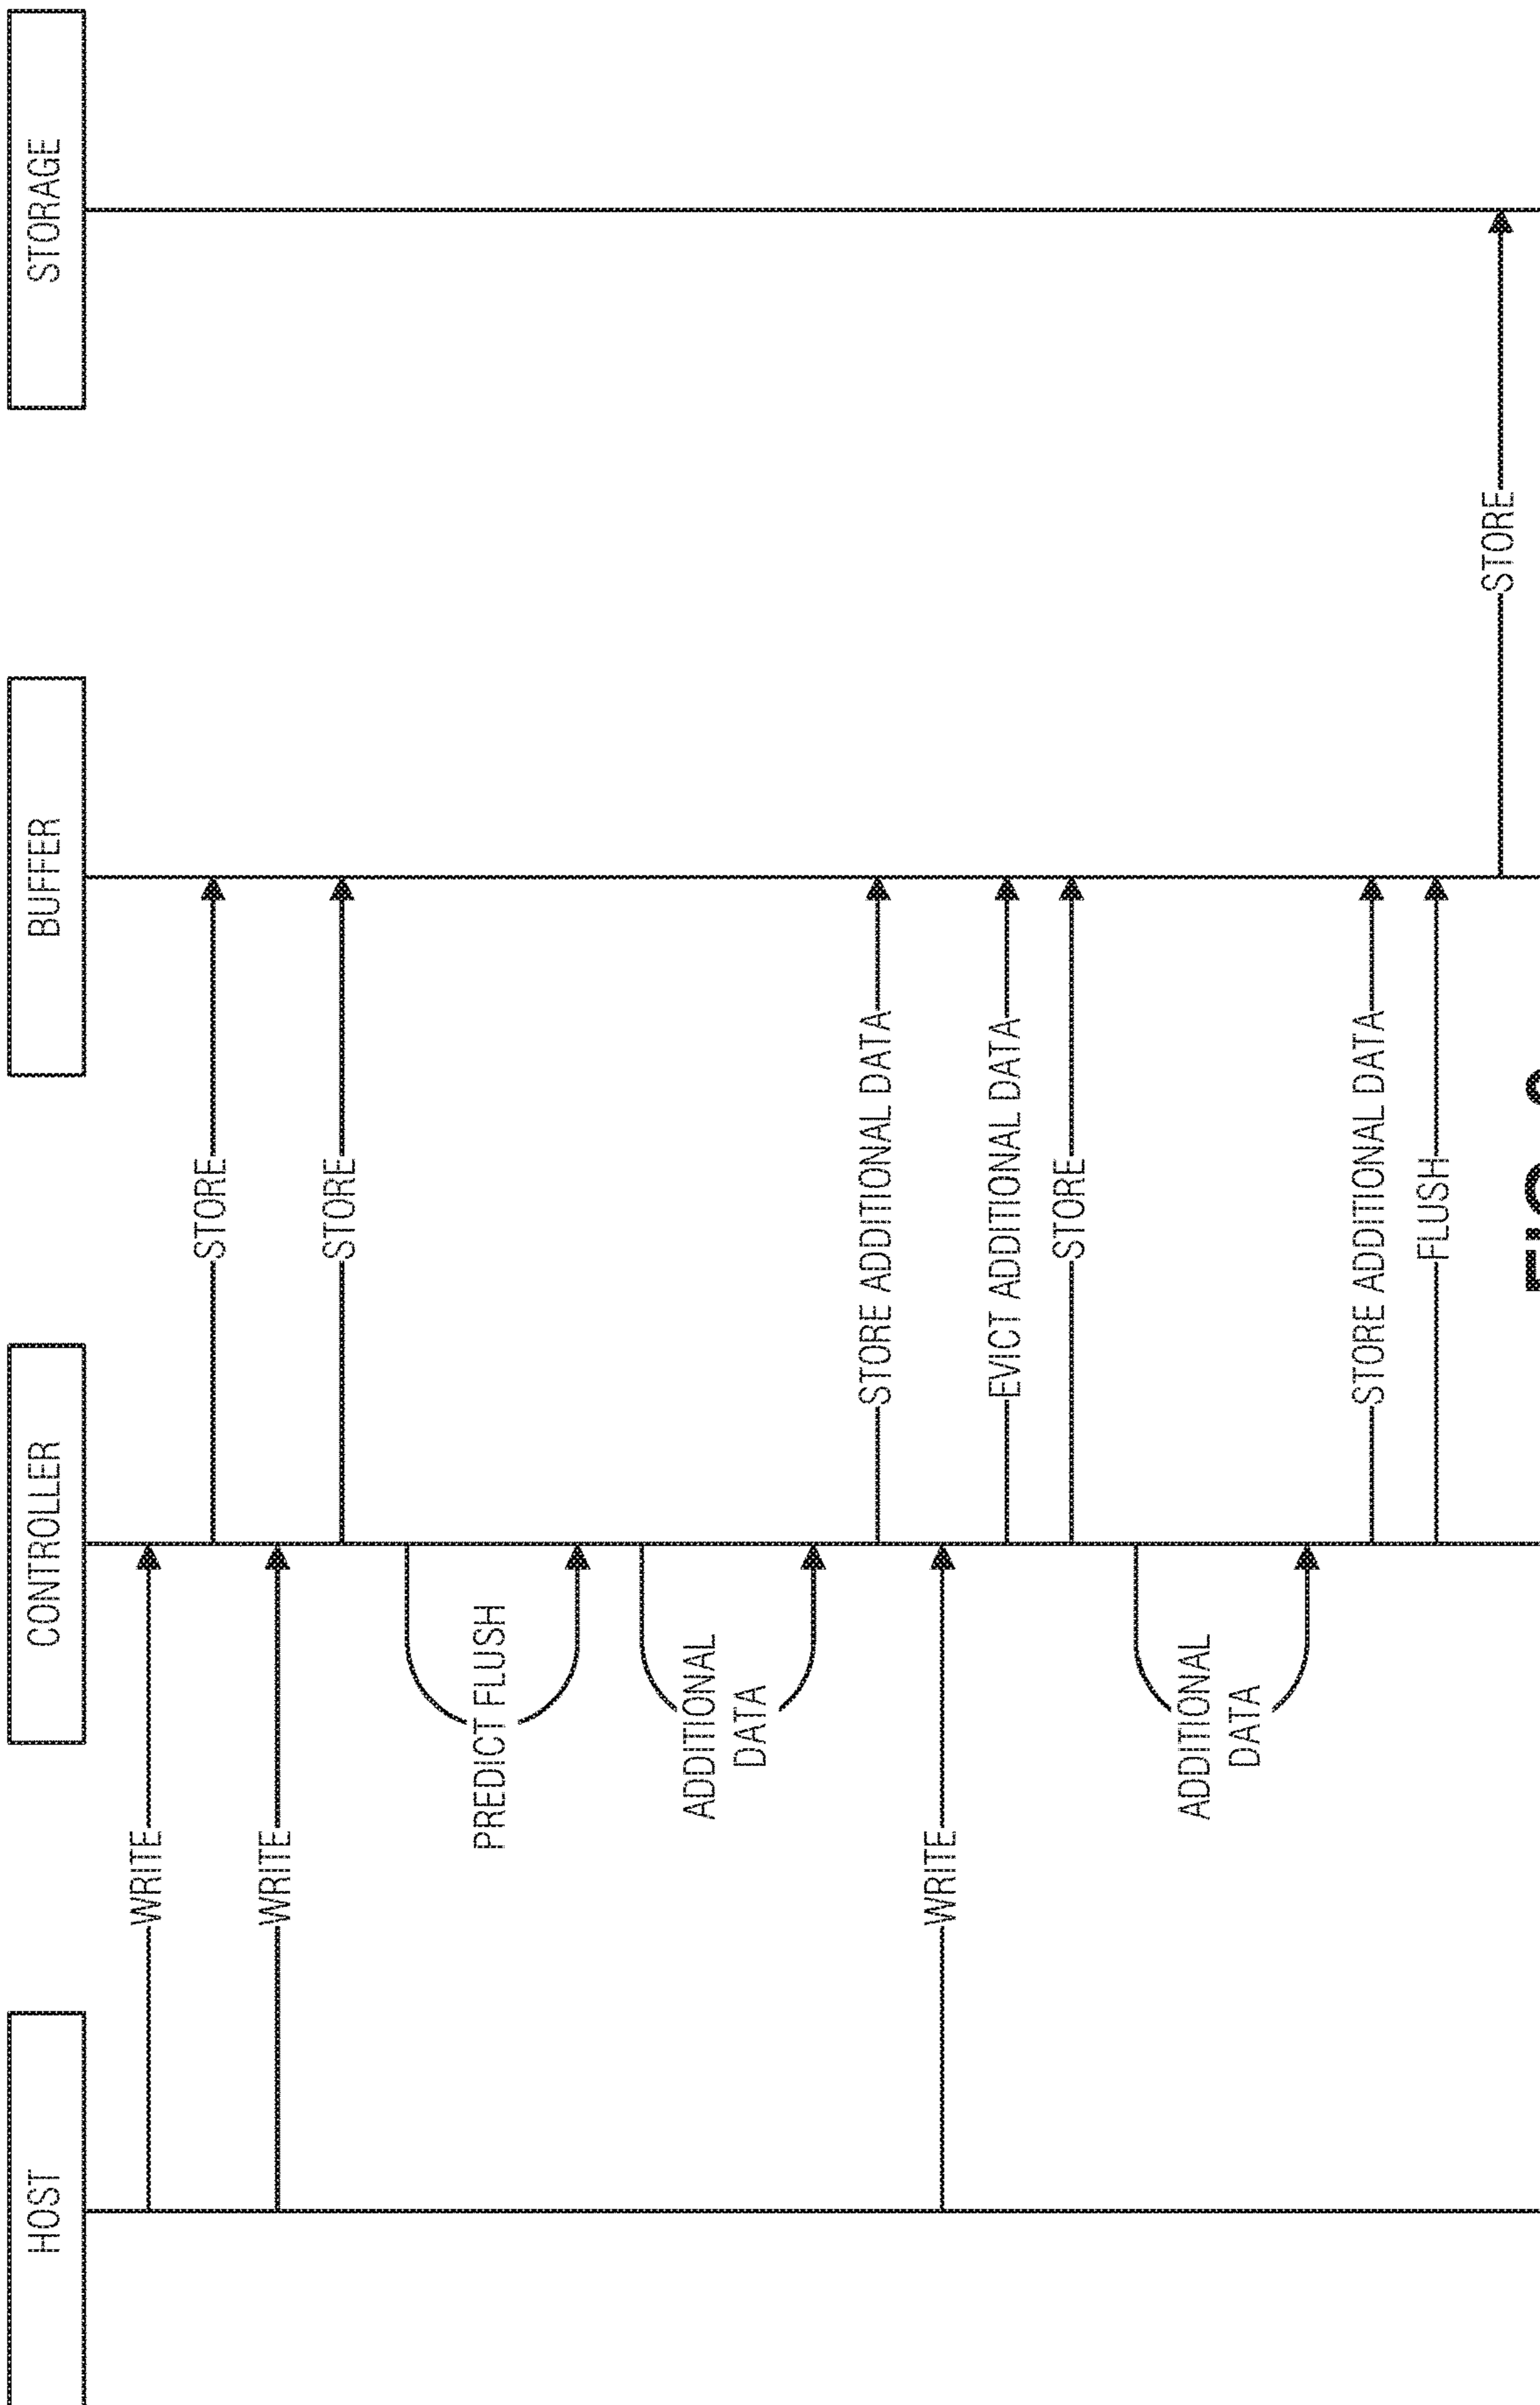 HOST
CONTROLLER
BUFFER
STORAGE
WRITE
STORE
WRITE
STORE
PREDICT FLUSH
ADDITIONAL
DATA
STORE ADDITIONAL DATA
WRITE
EVICT ADDITIONAL DATA
STORE
ADDITIONAL
DATA
STORE ADDITIONAL DATA
FLUSH
STORE